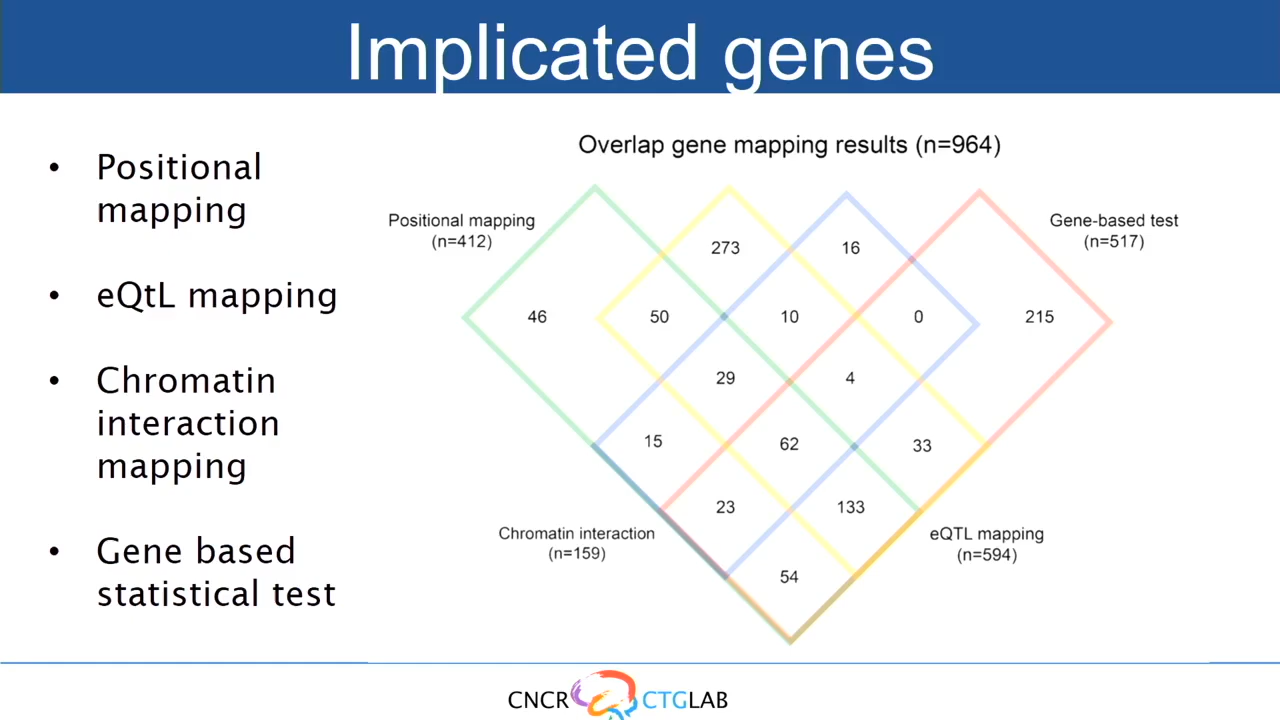 Implicated genes
• Positional
mapping
• eQtL mapping
• Chromatin
interaction
mapping
• Gene based
statistical test
Overlap gene mapping results (n=964)
Positional mapping
(n=412)
Gene-based test
(n=517)
273
16
46
50
10
0
215
29
4
15
62
33
23
133
Chromatin interaction
(n=159)
eQTL mapping
(n=594)
54
CNCR CTGLAB